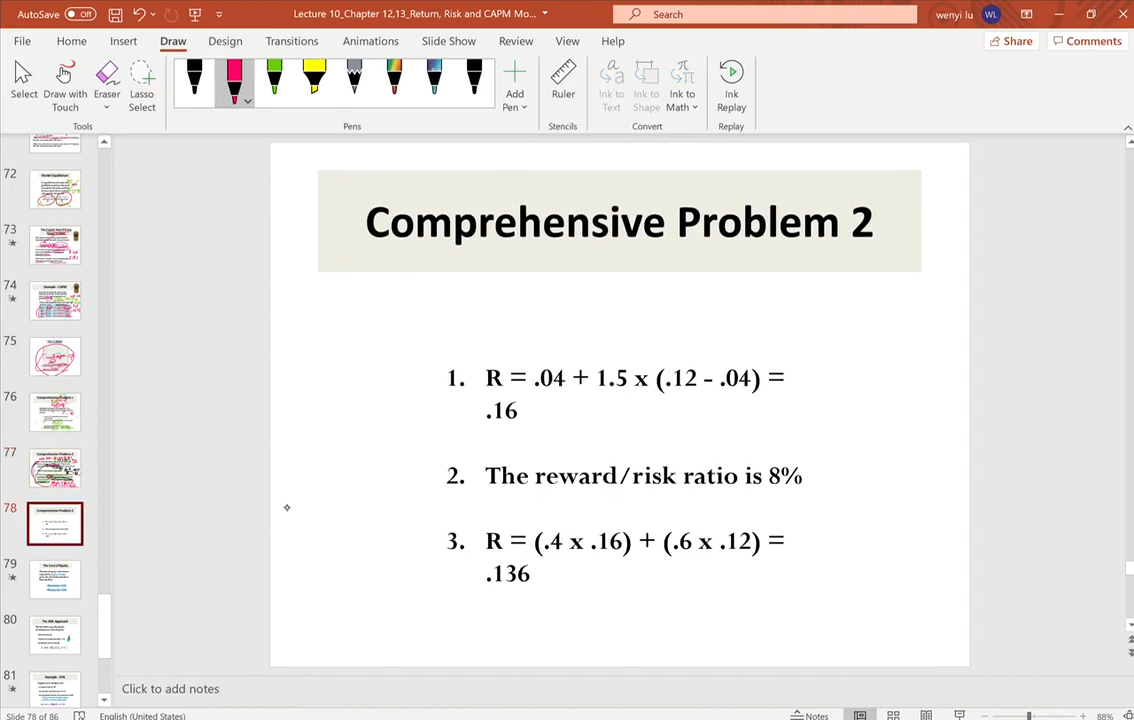 AutoSave Off
Lecture 10_Chapter 12,13_Return, Risk and CAPM Mo...
Search
wenyi lu WL
File Home Insert Draw Design Transitions Animations Slide Show Review View Help Share Comments
Select
Draw with Touch
Eraser
Lasso Select
Add Pen
Ruler
Ink to Text
Ink to Shape
Ink to Math
Ink Replay
Tools Pens Stencils Convert Replay
72
73
74
75
76
77
78
79
80
81
Comprehensive Problem 2
1. R = .04 + 1.5 x (.12 - .04) =
.16
2. The reward/risk ratio is 8%
3. R = (.4 x .16) + (.6 x .12) =
.136
Click to add notes
Slide 78 of 86 English (United States) Notes 88%